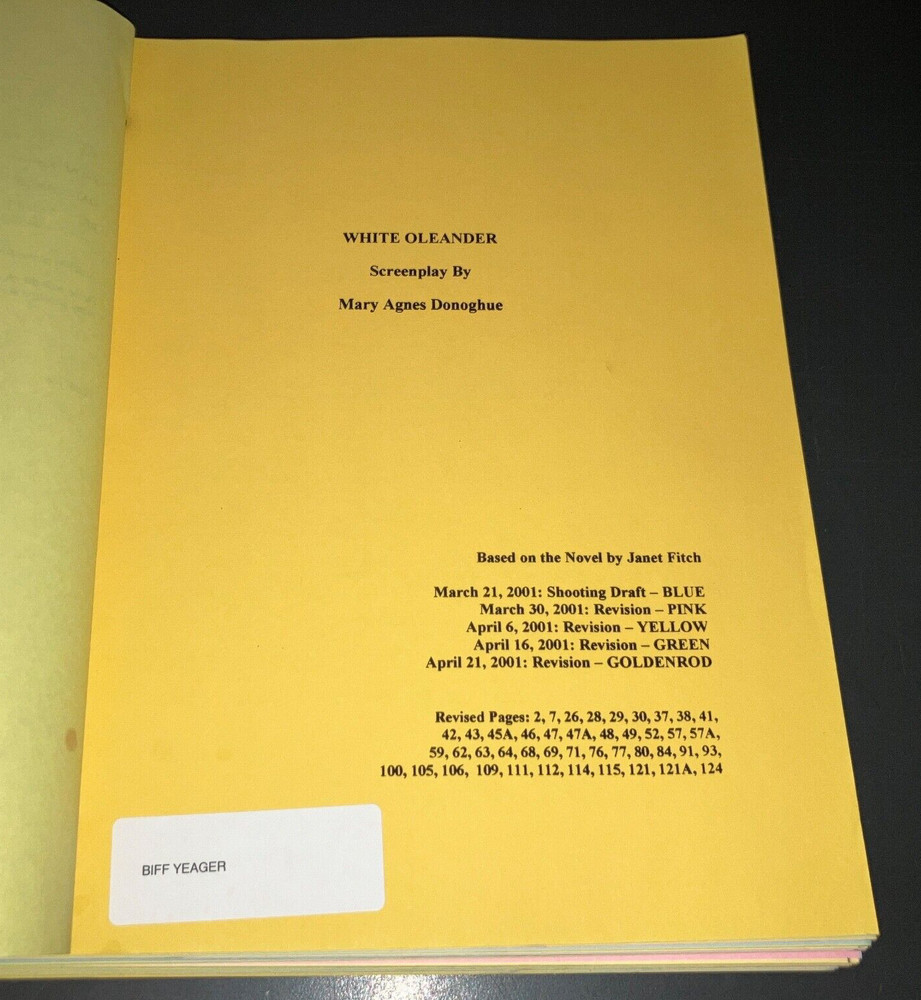 WHITE OLEANDER
Screenplay By
Mary Agnes Donoghue
Based on the Novel by Janet Fitch
March 21, 2001: Shooting Draft – BLUE
March 30, 2001: Revision – PINK
April 6, 2001: Revision – YELLOW
April 16, 2001: Revision – GREEN
April 21, 2001: Revision – GOLDENROD
Revised Pages: 2, 7, 26, 28, 29, 30, 37, 38, 41,
42, 43, 45A, 46, 47, 47A, 48, 49, 52, 57, 57A,
59, 62, 63, 64, 68, 69, 71, 76, 77, 80, 84, 91, 93,
100, 105, 106, 109, 111, 112, 114, 115, 121, 121A, 124
BIFF YEAGER